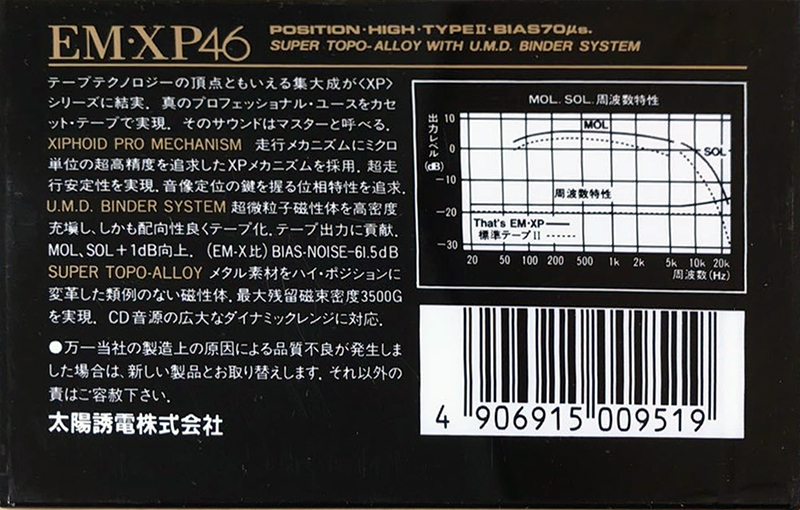 EM·XP46
POSITION·HIGH·TYPEⅡ·BIAS70μs.
SUPER TOPO-ALLOY WITH U.M.D. BINDER SYSTEM
テープテクノロジーの頂点ともいえる集大成が〈XP〉
シリーズに結実．真のプロフェッショナル・ユースをカセ
ット・テープで実現．そのサウンドはマスターと呼べる．
XIPHOID PRO MECHANISM 走行メカニズムにミクロ
単位の超高精度を追求したXPメカニズムを採用．超走
行安定性を実現．音像定位の鍵を握る位相特性を追求．
U.M.D. BINDER SYSTEM 超微粒子磁性体を高密度
充塡し，しかも配向性良くテープ化．テープ出力に貢献．
MOL、SOL＋1dB向上．(EM-X比) BIAS-NOISE-61.5dB
SUPER TOPO-ALLOY メタル素材をハイ・ポジションに
変革した類例のない磁性体．最大残留磁束密度3500G
を実現．CD音源の広大なダイナミックレンジに対応．
●万一当社の製造上の原因による品質不良が発生しま
した場合は、新しい製品とお取り替えします．それ以外の
責はご容赦下さい．
太陽誘電株式会社
MOL. SOL. 周波数特性
出力レベル(dB)
10
0
-10
-20
-30
MOL
SOL
周波数特性
That's EM·XP
標準テープⅡ
20 50 100 200 500 1k 2k 5k 10k 20k
周波数(Hz)
4 906915 009519